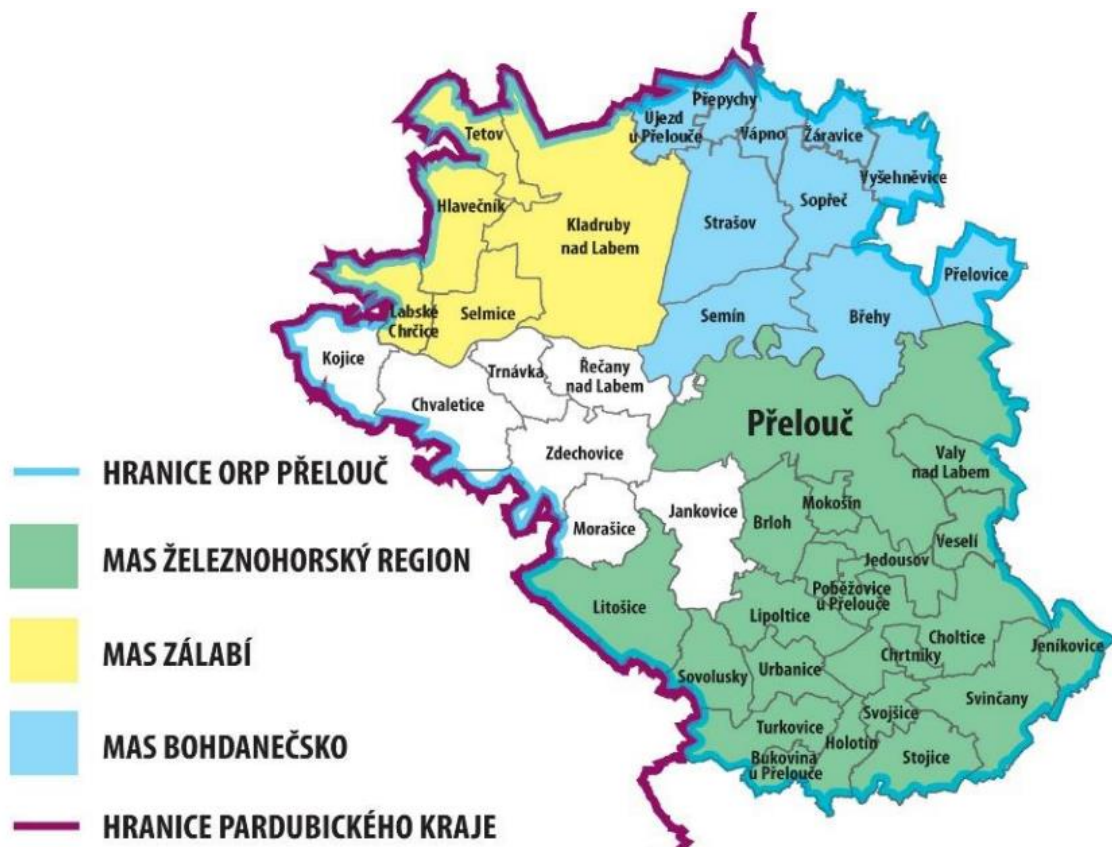 Přepychy
Újezd
u Přelouče
Vápno
Žáravice
Tetov
Vyšehněvice
Hlavečník
Kladruby
nad Labem
Strašov
Sopřeč
Přelovice
Labské
Chrčice
Selmice
Semín
Břehy
Kojice
Trnávka
Řečany
nad Labem
Chvaletice
Přelouč
Zdechovice
Valy
nad Labem
HRANICE ORP PŘELOUČ
Jankovice
Mokošín
Brloh
Morašice
Veselí
MAS ŽELEZNOHORSKÝ REGION
Jedousov
Poběžovice
u Přelouče
Litošice
Lipoltice
Choltice
Jeníkovice
MAS ZÁLABÍ
Chrtníky
Urbanice
Sovolusky
Svinčany
Svojšice
Turkovice
MAS BOHDANEČSKO
Holotín
Bukovina
u Přelouče
Stojice
HRANICE PARDUBICKÉHO KRAJE